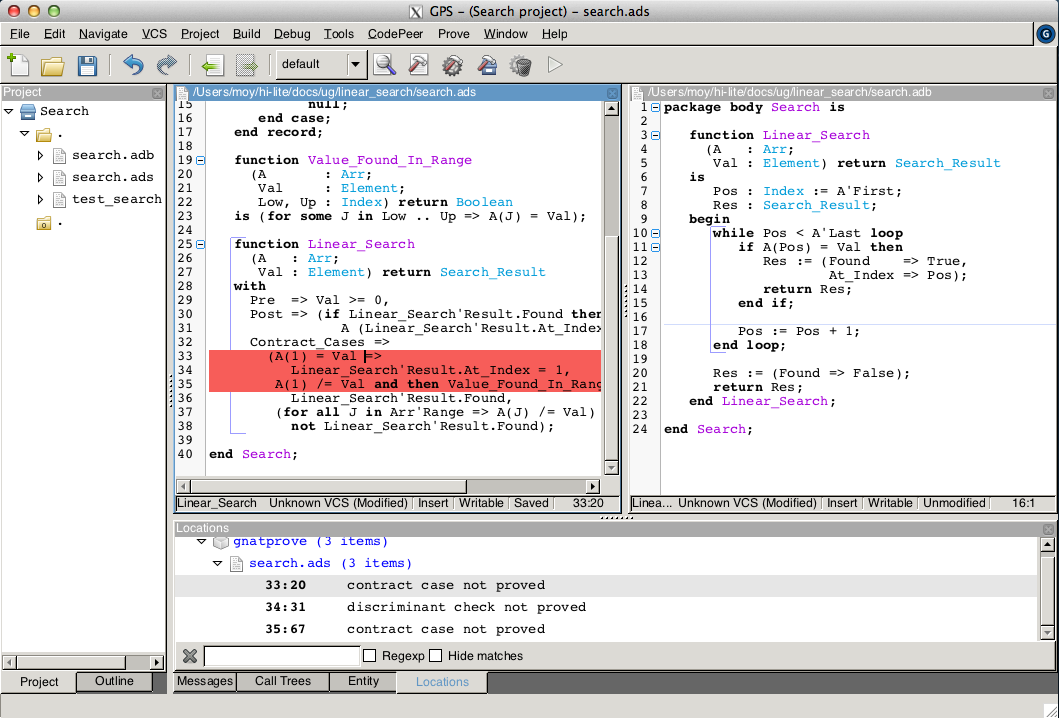 GPS - (Search project) - search.ads
File Edit Navigate VCS Project Build Debug Tools CodePeer Prove Window Help
default
Project
Search
.
search.adb
search.ads
test_search
.
/Users/moy/hi-lite/docs/ug/linear_search/search.ads
15 null;
16 end case;
17 end record;
18
19 function Value_Found_In_Range
20 (A : Arr;
21 Val : Element;
22 Low, Up : Index) return Boolean
23 is (for some J in Low .. Up => A(J) = Val);
24
25 function Linear_Search
26 (A : Arr;
27 Val : Element) return Search_Result
28 with
29 Pre => Val >= 0,
30 Post => (if Linear_Search'Result.Found then
31 A (Linear_Search'Result.At_Index
32 Contract_Cases =>
33 (A(1) = Val =>
34 Linear_Search'Result.At_Index = 1,
35 A(1) /= Val and then Value_Found_In_Rang
36 Linear_Search'Result.Found,
37 (for all J in Arr'Range => A(J) /= Val)
38 not Linear_Search'Result.Found);
39
40 end Search;
Linear_Search Unknown VCS (Modified) Insert Writable Saved 33:20
/Users/moy/hi-lite/docs/ug/linear_search/search.adb
1 package body Search is
2
3 function Linear_Search
4 (A : Arr;
5 Val : Element) return Search_Result
6 is
7 Pos : Index := A'First;
8 Res : Search_Result;
9 begin
10 while Pos < A'Last loop
11 if A(Pos) = Val then
12 Res := (Found => True,
13 At_Index => Pos);
14 return Res;
15 end if;
16
17 Pos := Pos + 1;
18 end loop;
19
20 Res := (Found => False);
21 return Res;
22 end Linear_Search;
23
24 end Search;
Linea... Unknown VCS (Modified) Insert Writable Unmodified 16:1
Locations
gnatprove (3 items)
search.ads (3 items)
33:20 contract case not proved
34:31 discriminant check not proved
35:67 contract case not proved
Regexp Hide matches
Project Outline
Messages Call Trees Entity Locations